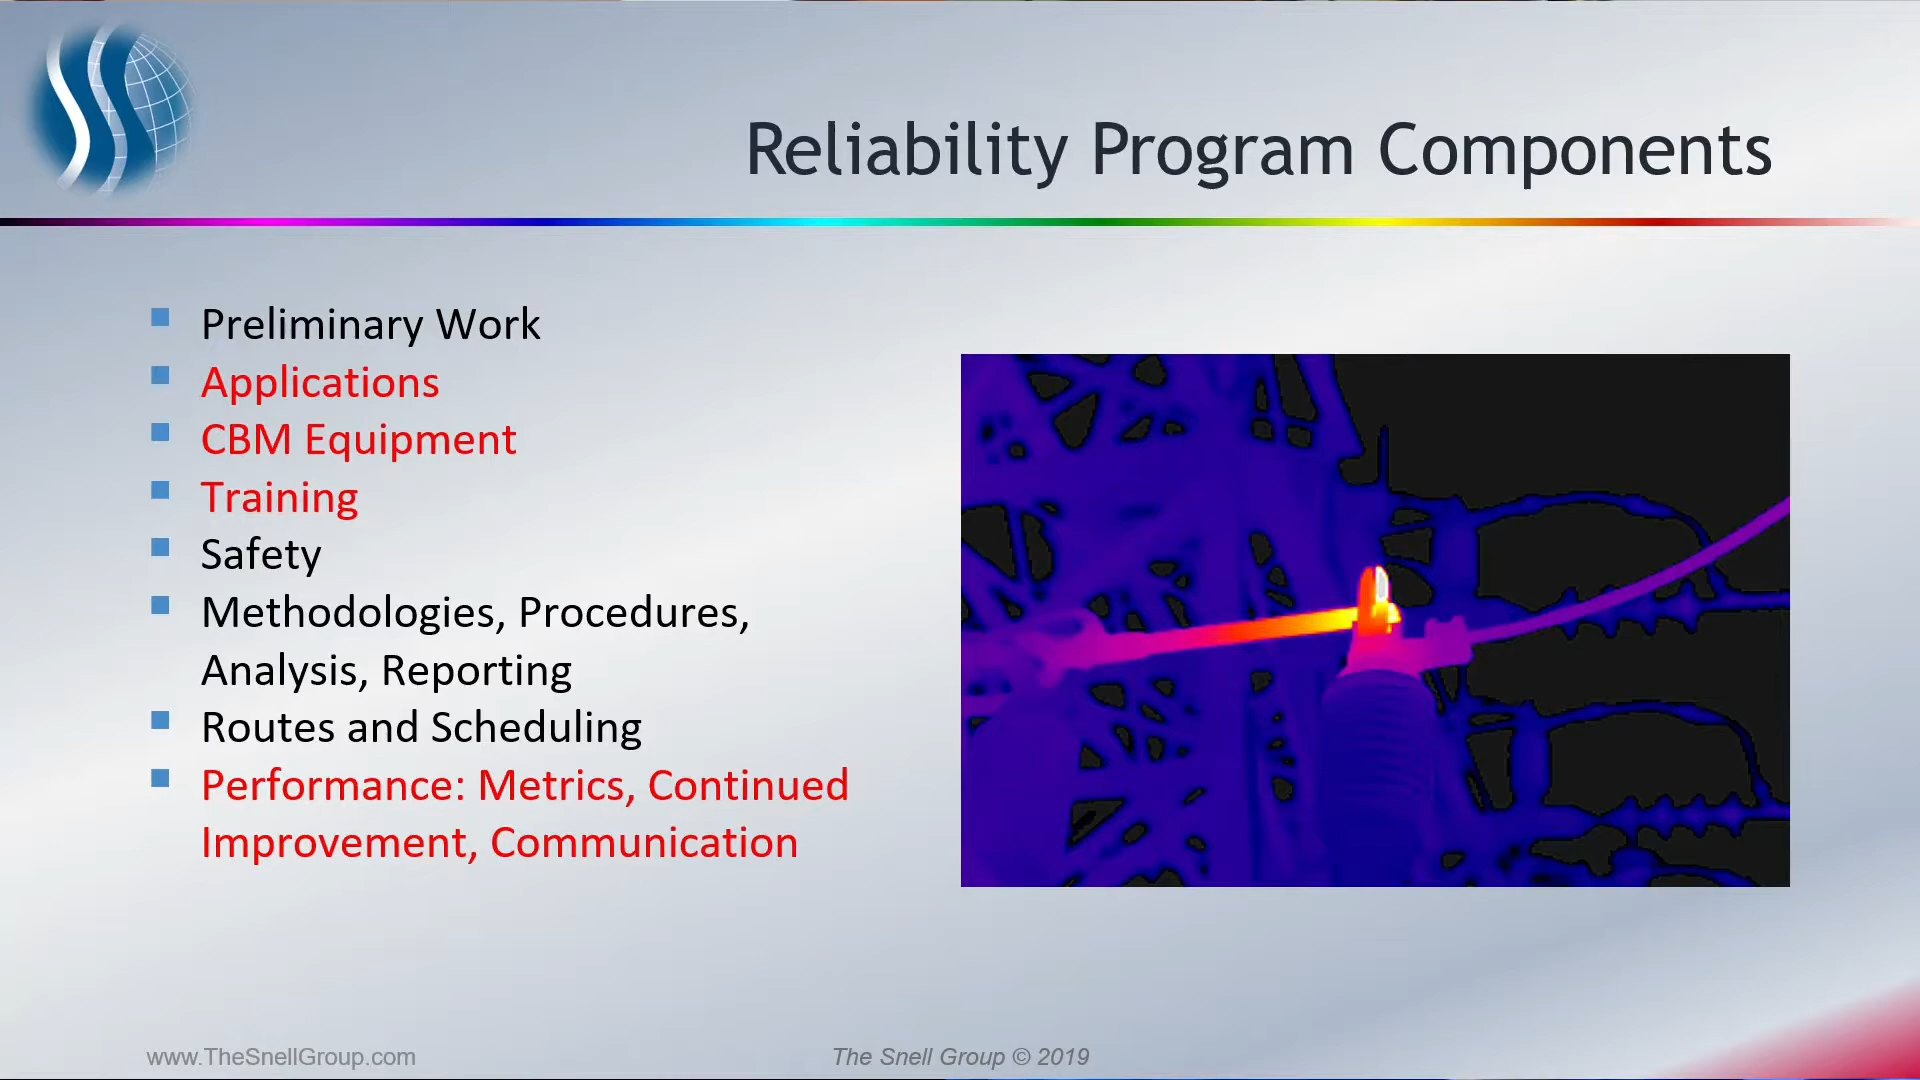 Reliability Program Components
Preliminary Work
Applications
CBM Equipment
Training
Safety
Methodologies, Procedures,
Analysis, Reporting
Routes and Scheduling
Performance: Metrics, Continued
Improvement, Communication
www.TheSnellGroup.com
The Snell Group © 2019